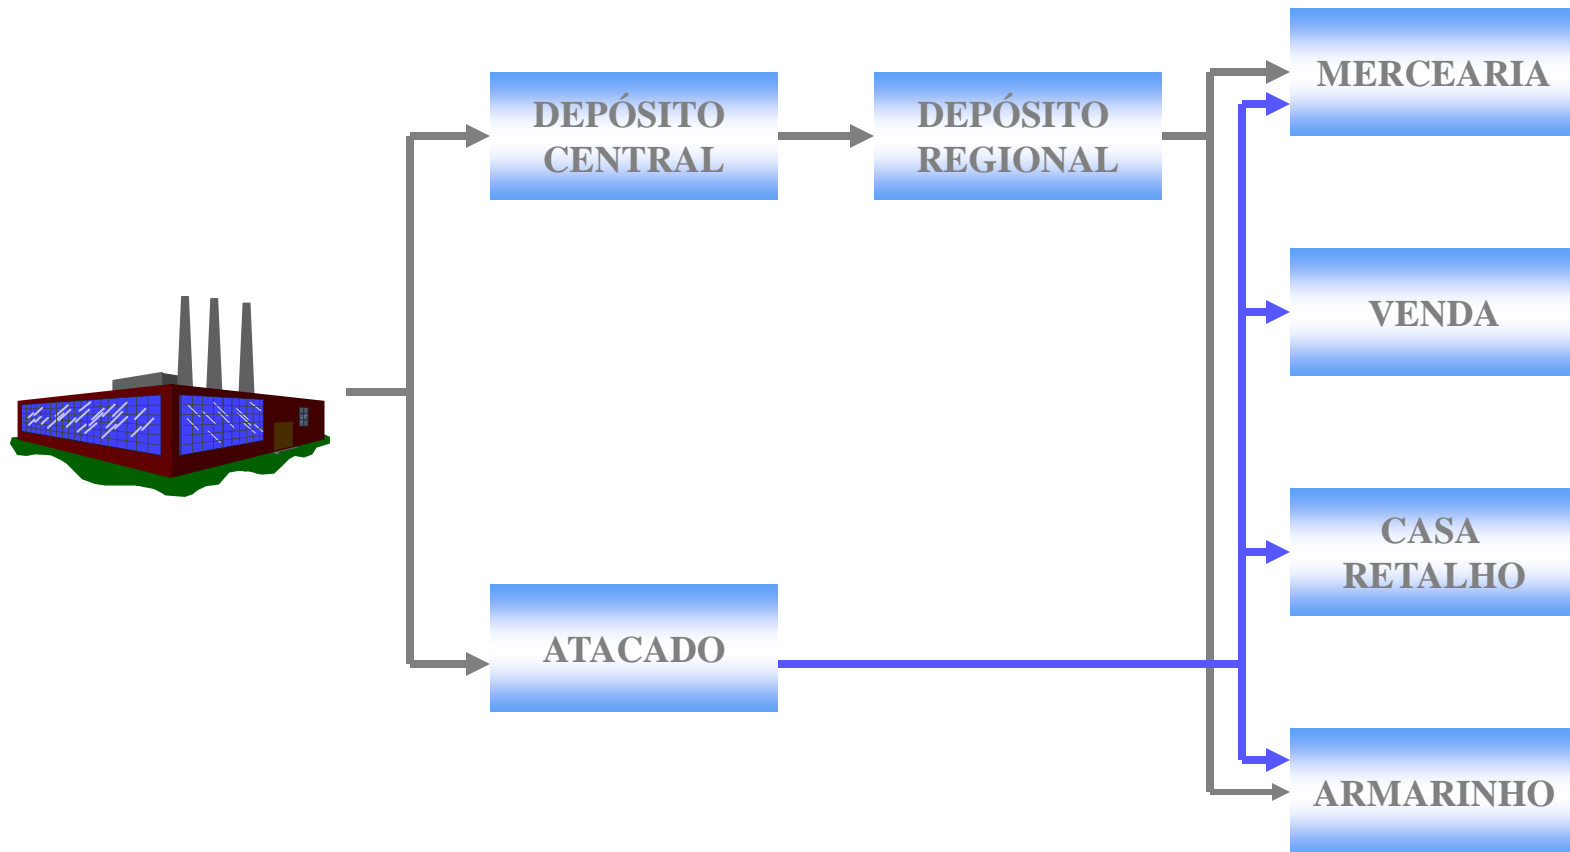 DEPÓSITO
CENTRAL
DEPÓSITO
REGIONAL
MERCEARIA
VENDA
CASA
RETALHO
ATACADO
ARMARINHO